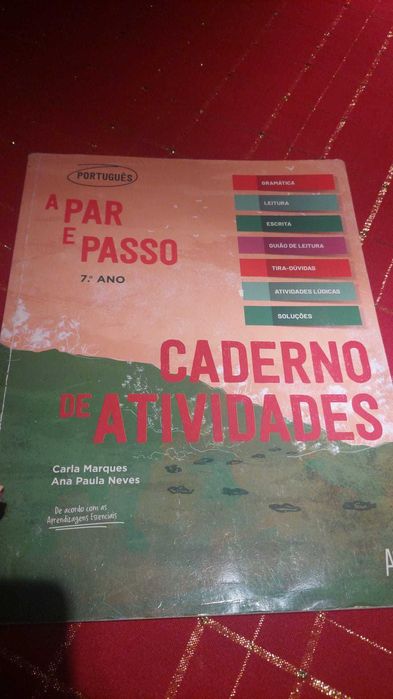 PORTUGUÊS
A PAR
E PASSO
7.º ANO
GRAMÁTICA
LEITURA
ESCRITA
GUIÃO DE LEITURA
TIRA-DÚVIDAS
ATIVIDADES LÚDICAS
SOLUÇÕES
CADERNO
DE ATIVIDADES
Carla Marques
Ana Paula Neves
De acordo com as
Aprendizagens Essenciais
A